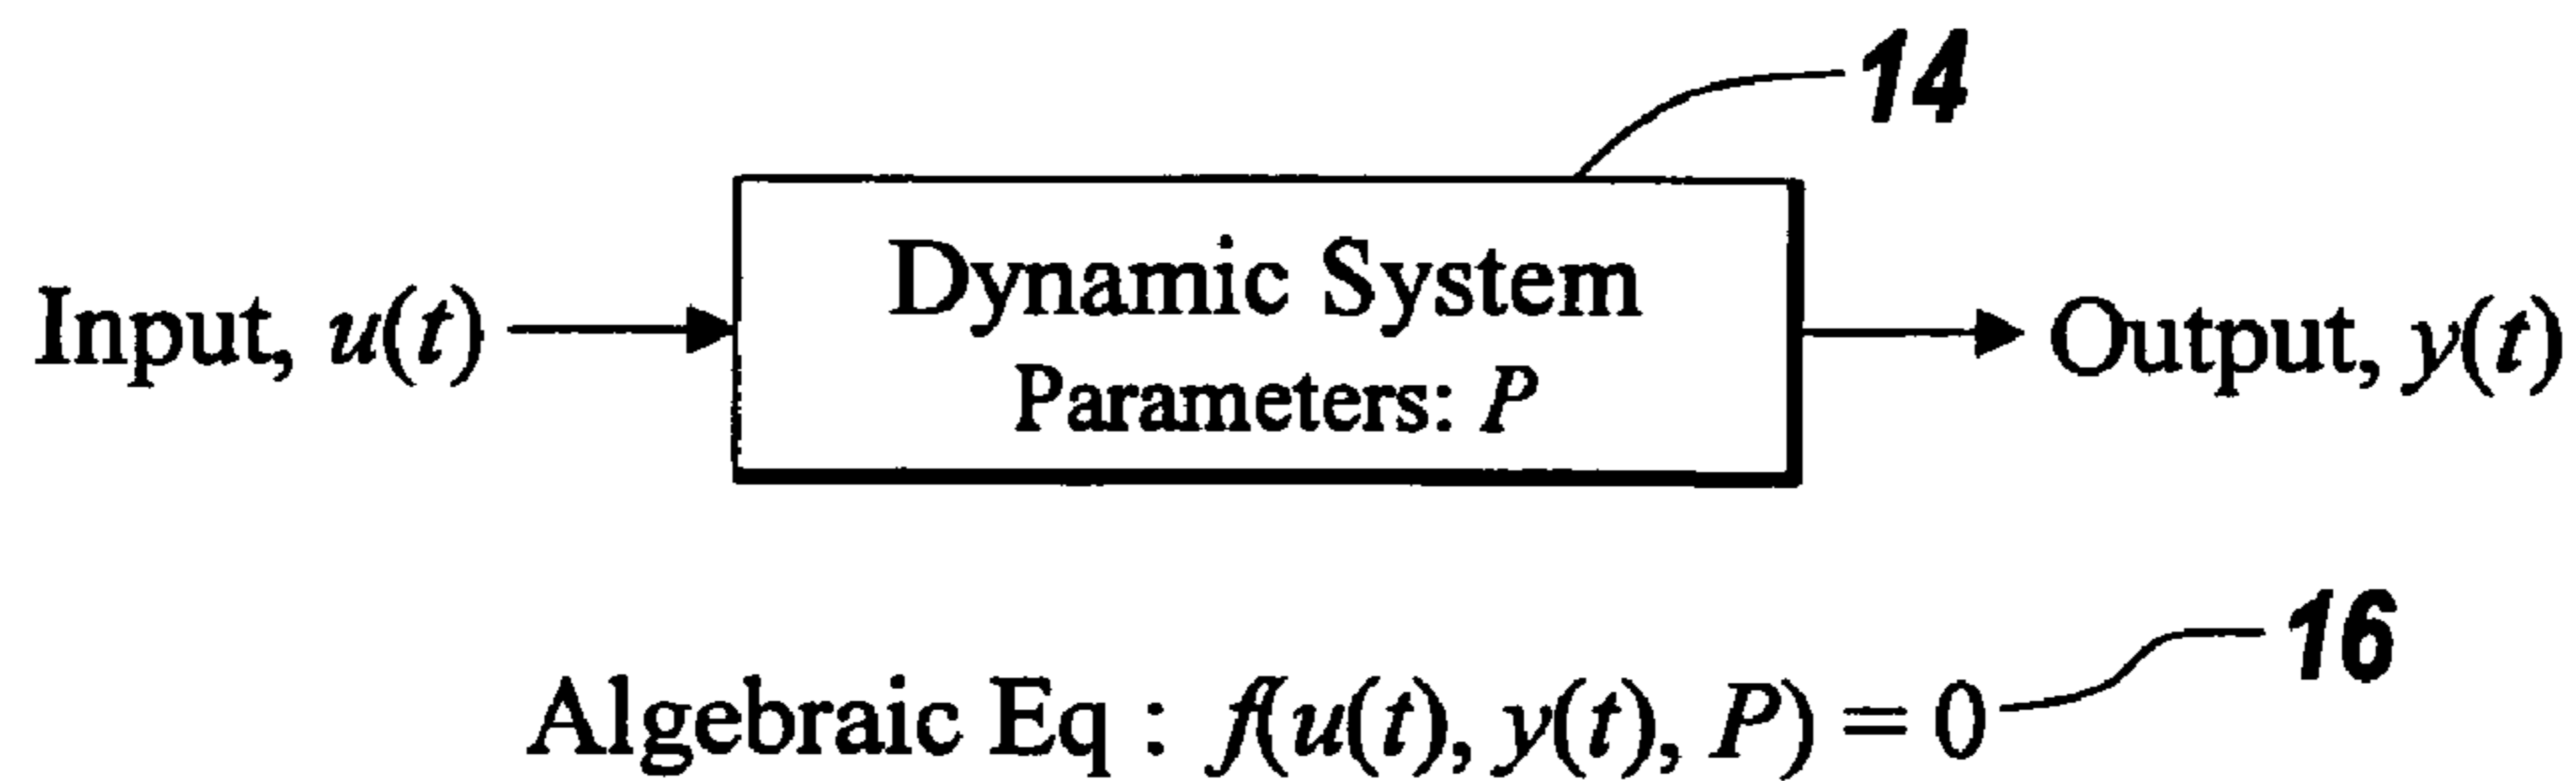 14
Dynamic System
Input, u(t)
Output, y(t)
Parameters: P
16
Algebraic Eq : f(u(t), y(t), P) = 0